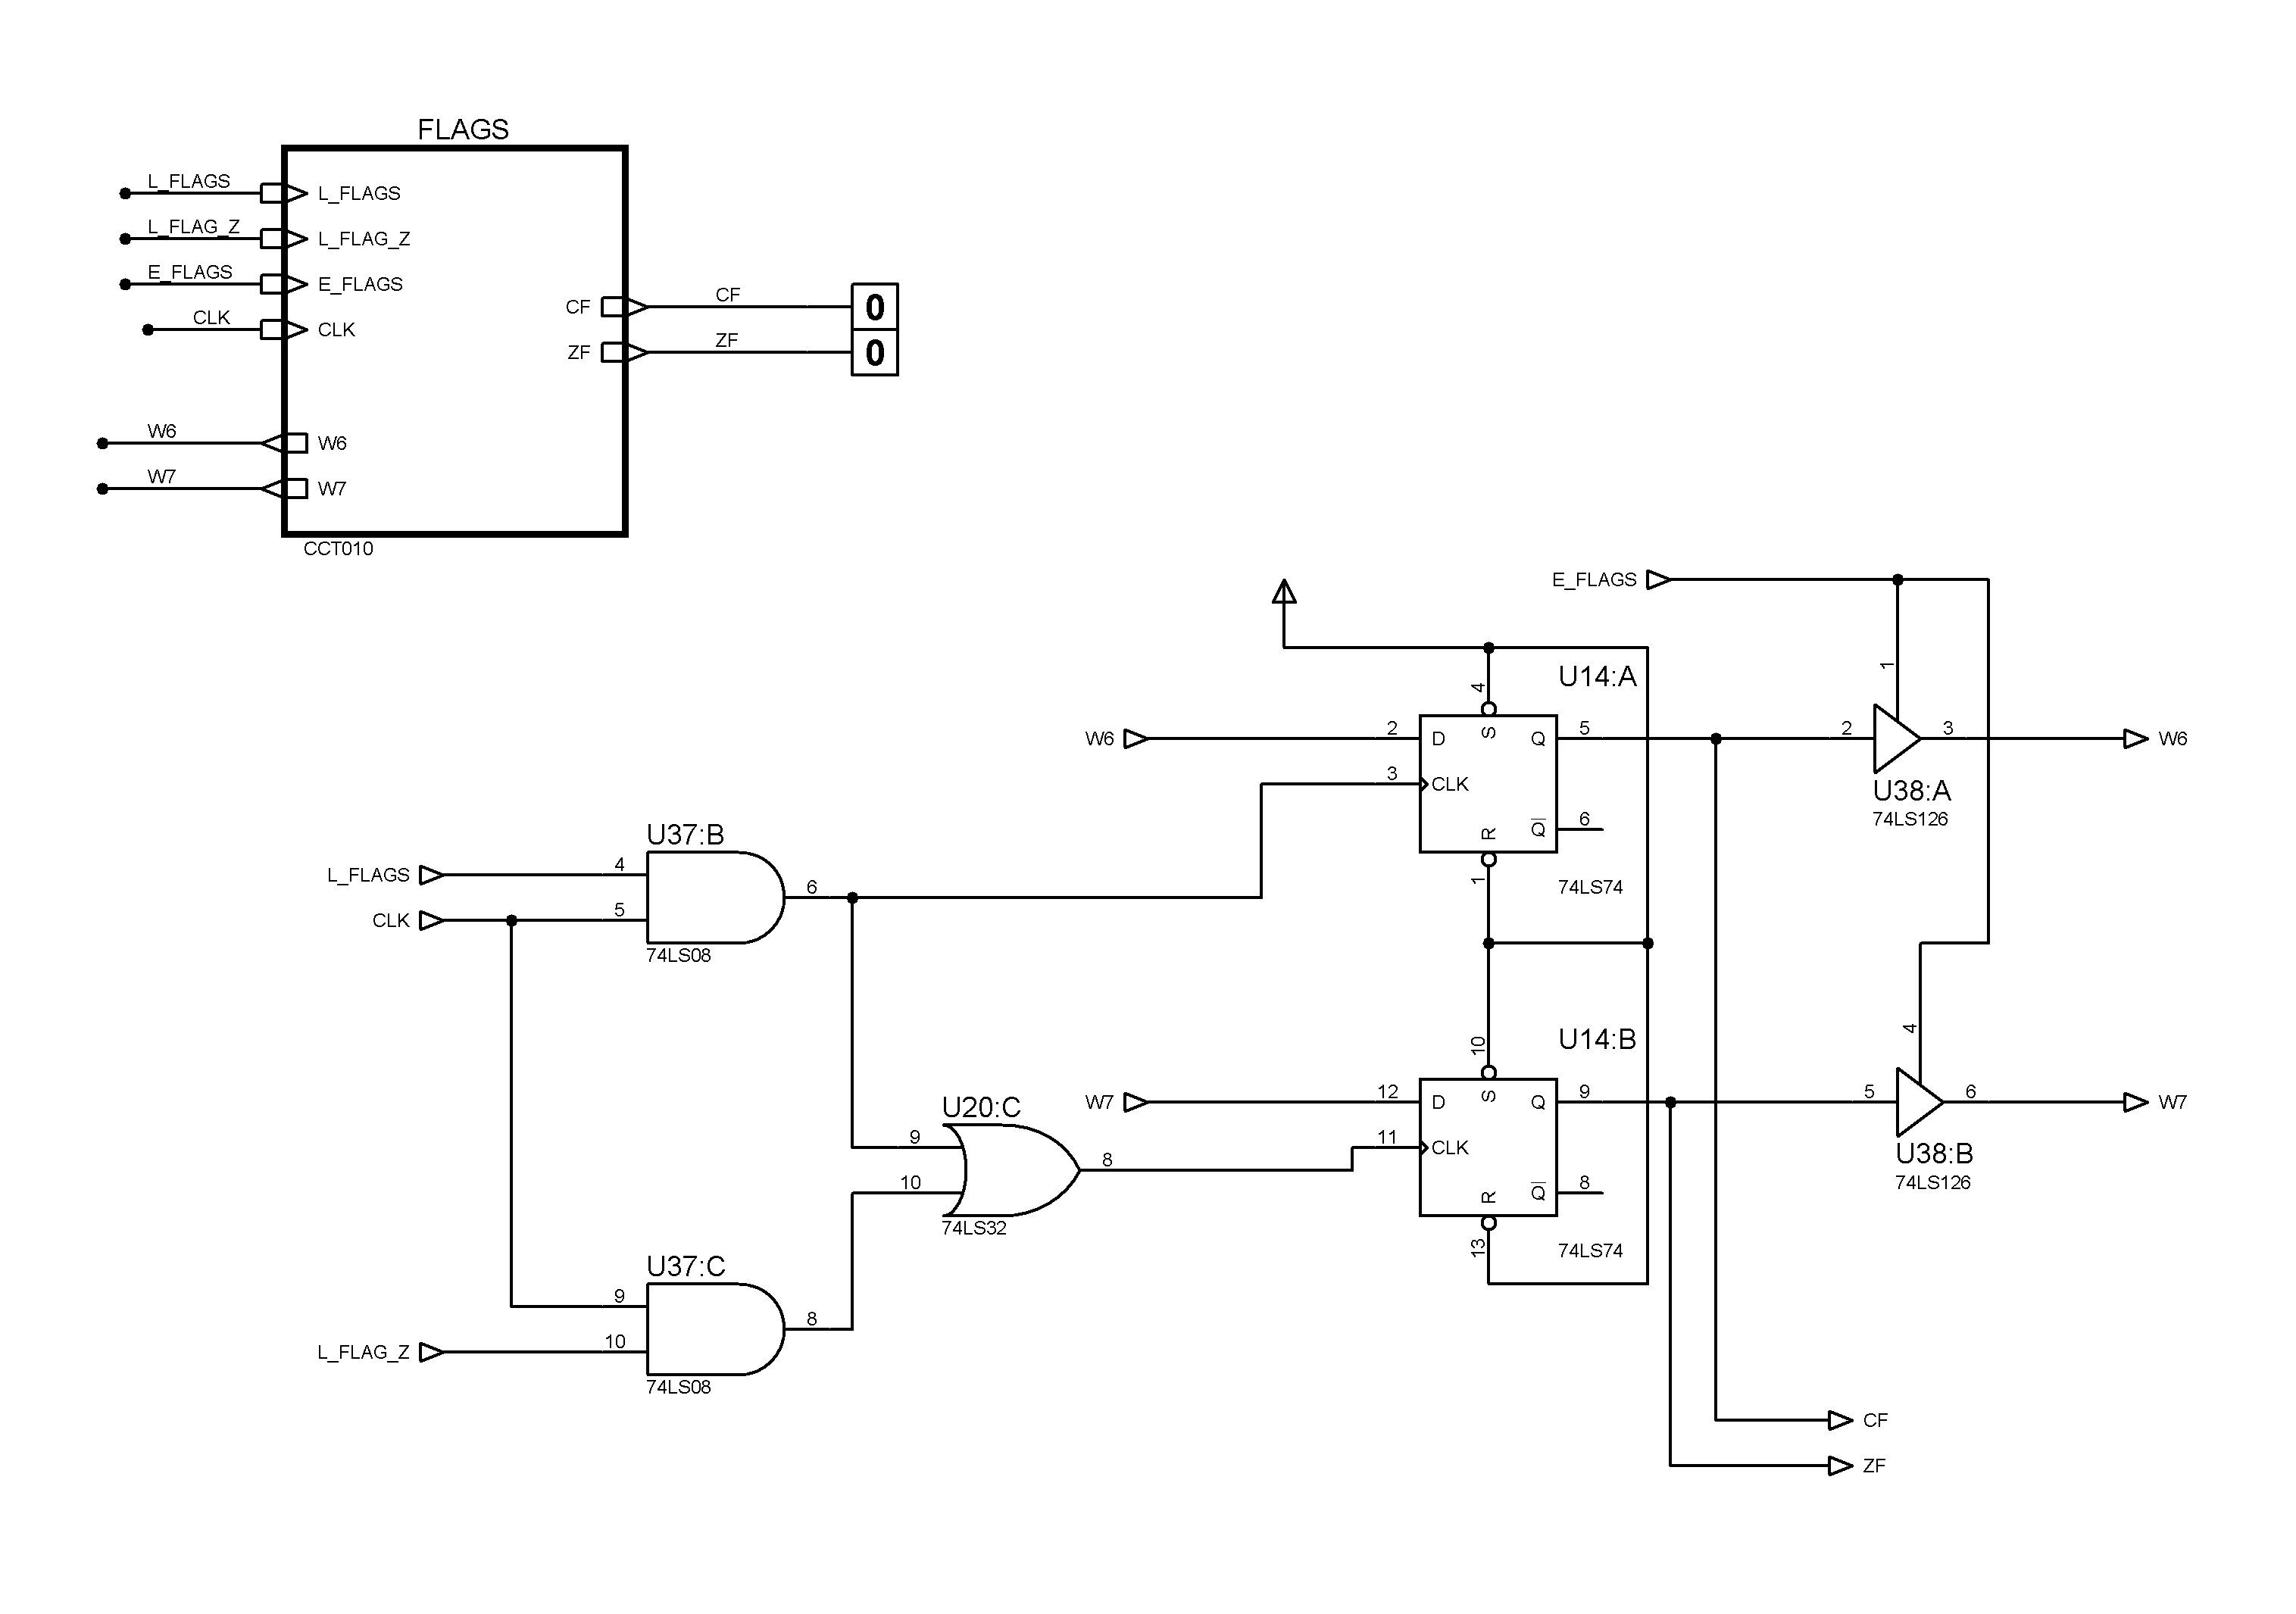 FLAGS
L_FLAGS L_FLAGS
L_FLAG_Z L_FLAG_Z
E_FLAGS E_FLAGS
CLK CLK
CF CF 0
ZF ZF 0
W6 W6
W7 W7
CCT010
E_FLAGS
1
U14:A
4
W6 2 D S Q 5 2 3 W6
3 CLK
U38:A
74LS126
R Q 6
1
74LS74
U37:B
L_FLAGS 4
6
CLK 5
74LS08
U14:B
10
4
W7 12 D S Q 9 5 6 W7
U20:C
9
11 CLK
8
10
74LS32
U38:B
74LS126
R Q 8
13
74LS74
U37:C
9
8
L_FLAG_Z 10
74LS08
CF
ZF